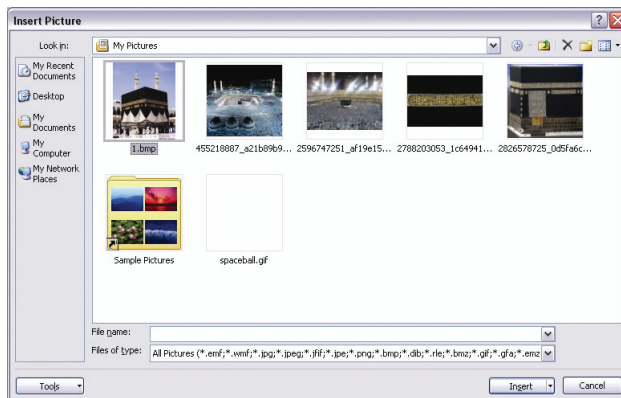 Insert Picture
Look in:
My Pictures
My Recent
Documents
Desktop
My
Documents
My
Computer
My Network
Places
1.bmp
455218887_a21b89b9...
2596747251_af19e15...
2788203053_1c64941...
2826578725_0d5fa6c...
Sample Pictures
spaceball.gif
File name:
Files of type:
All Pictures (*.emf;*.wmf;*.jpg;*.jpeg;*.jfif;*.jpe;*.png;*.bmp;*.dib;*.rle;*.bmz;*.gif;*.gfa;*.emz
Tools
Insert
Cancel